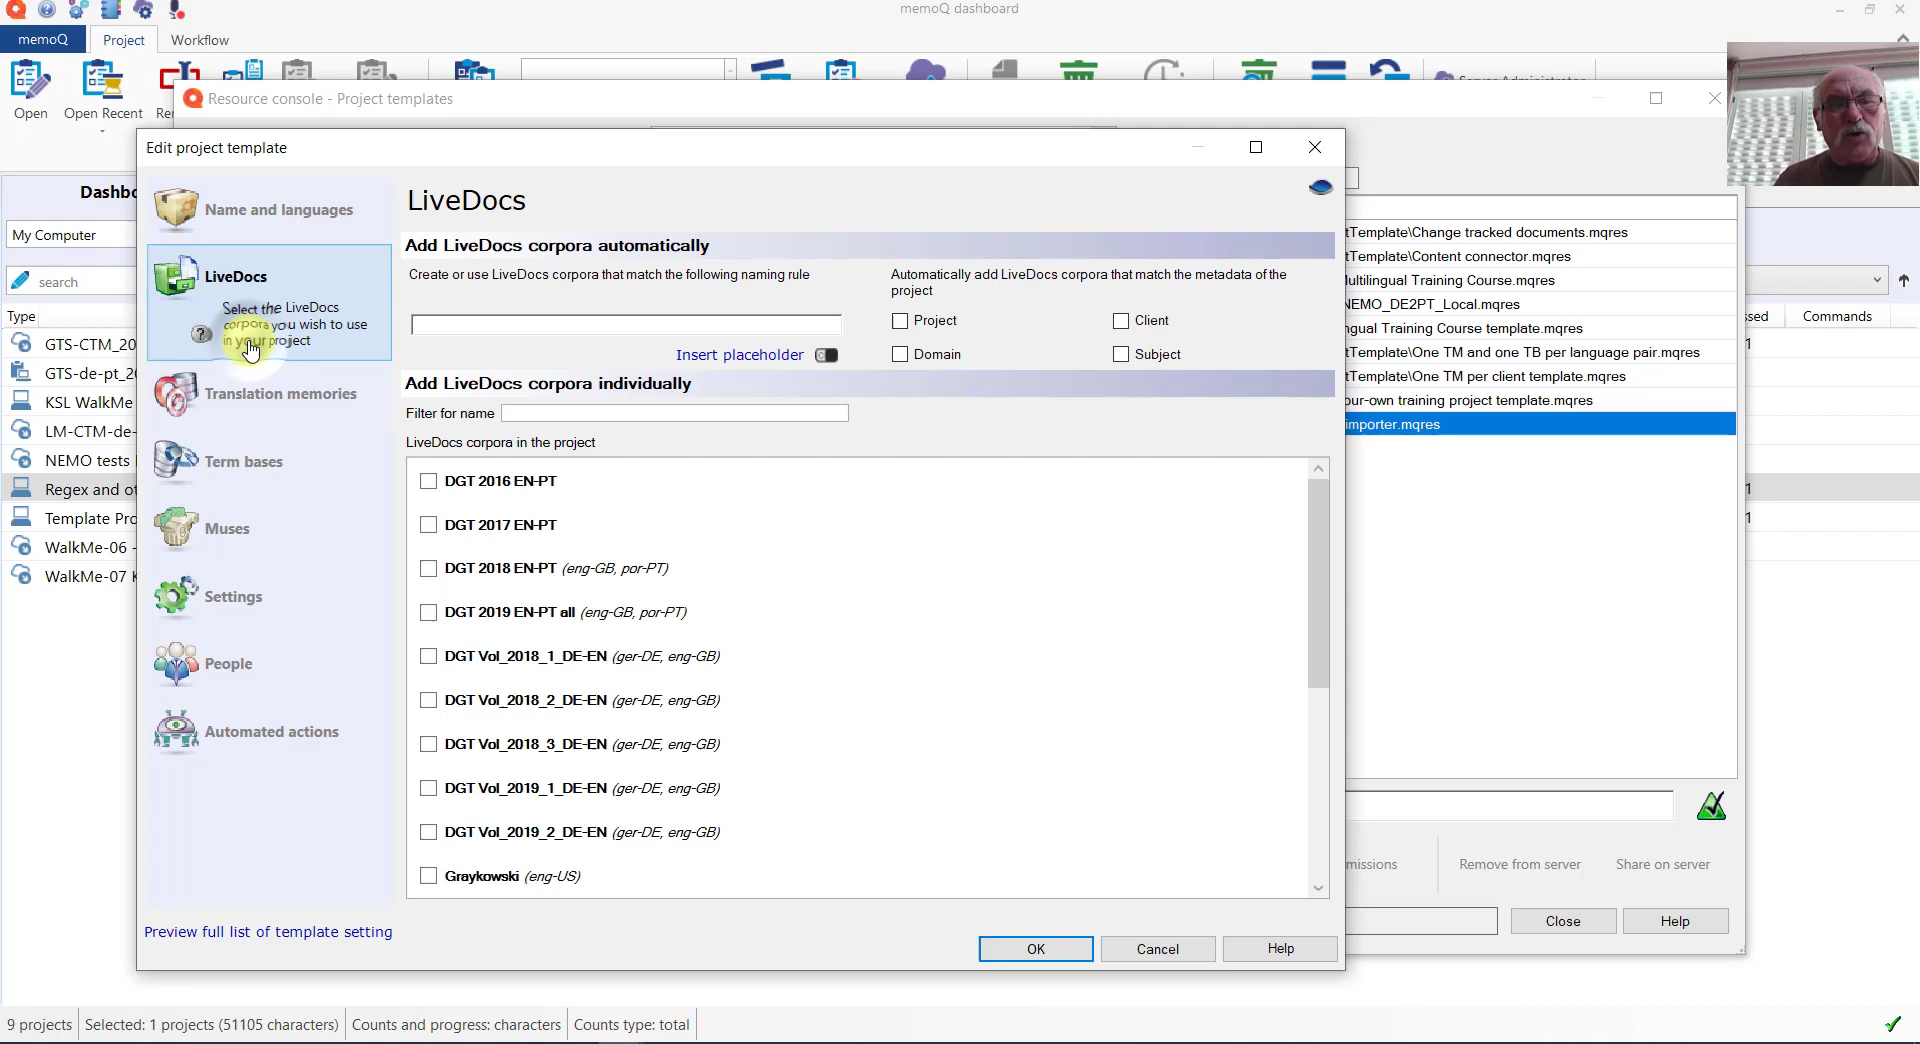 memoQ dashboard
memoQ
Project
Workflow
Open
Open Recent
Resource console - Project templates
Edit project template
Dashbo
My Computer
search
Type
GTS-CTM_20
GTS-de-pt_20
KSL WalkMe
LM-CTM-de-
NEMO tests
Regex and ot
Template Pro
WalkMe-06 -
WalkMe-07 K
Name and languages
LiveDocs
Select the LiveDocs
corpora you wish to use
in your project
Translation memories
Term bases
Muses
Settings
People
Automated actions
Preview full list of template setting
LiveDocs
Add LiveDocs corpora automatically
Create or use LiveDocs corpora that match the following naming rule
Insert placeholder
Automatically add LiveDocs corpora that match the metadata of the
project
Project
Client
Domain
Subject
Add LiveDocs corpora individually
Filter for name
LiveDocs corpora in the project
DGT 2016 EN-PT
DGT 2017 EN-PT
DGT 2018 EN-PT (eng-GB, por-PT)
DGT 2019 EN-PT all (eng-GB, por-PT)
DGT Vol_2018_1_DE-EN (ger-DE, eng-GB)
DGT Vol_2018_2_DE-EN (ger-DE, eng-GB)
DGT Vol_2018_3_DE-EN (ger-DE, eng-GB)
DGT Vol_2019_1_DE-EN (ger-DE, eng-GB)
DGT Vol_2019_2_DE-EN (ger-DE, eng-GB)
Graykowski (eng-US)
OK
Cancel
Help
tTemplate\Change tracked documents.mqres
tTemplate\Content connector.mqres
ultilingual Training Course.mqres
NEMO_DE2PT_Local.mqres
ngual Training Course template.mqres
tTemplate\One TM and one TB per language pair.mqres
tTemplate\One TM per client template.mqres
our-own training project template.mqres
importer.mqres
missions
Remove from server
Share on server
Close
Help
ssed
Commands
1
1
1
9 projects
Selected: 1 projects (51105 characters)
Counts and progress: characters
Counts type: total